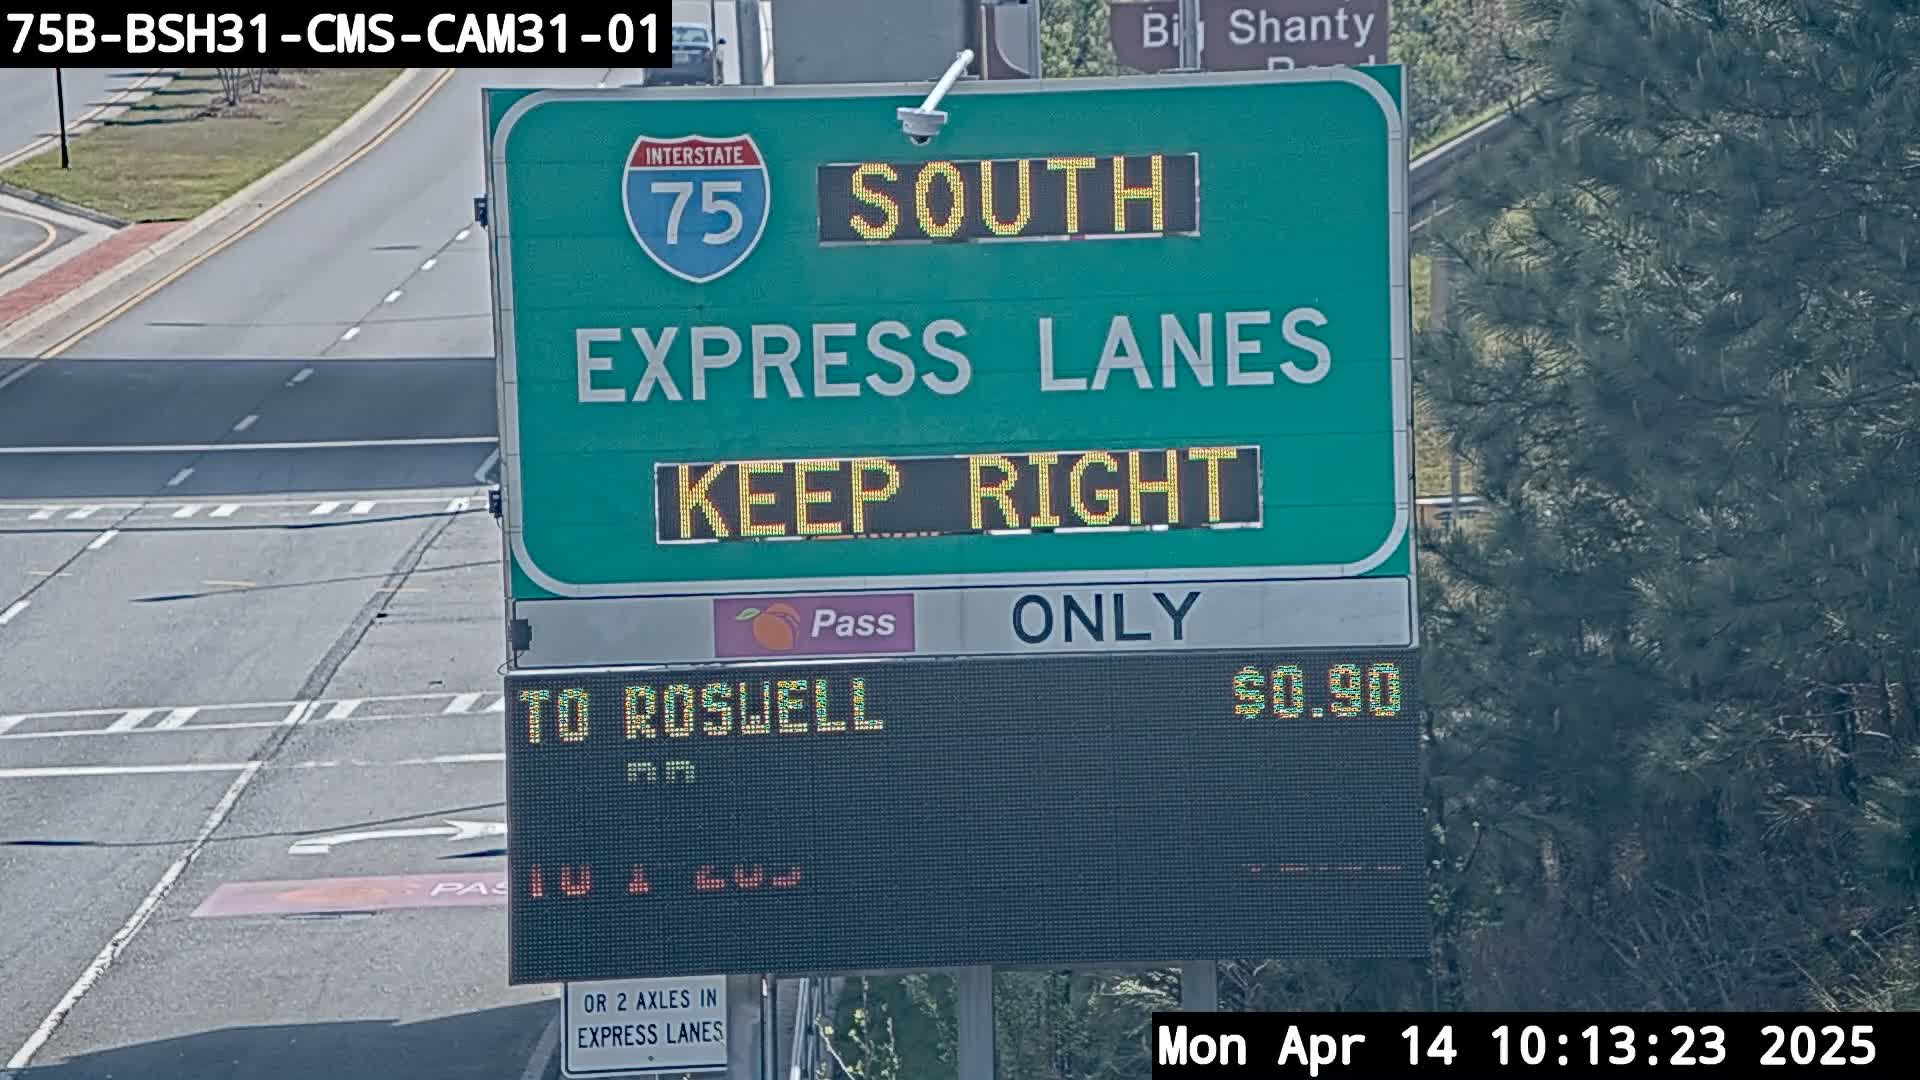 75B-BSH31-CMS-CAM31-01
Big Shanty
Road
INTERSTATE
75
SOUTH
EXPRESS LANES
KEEP RIGHT
Pass
ONLY
TO ROSWELL $0.90
OR 2 AXLES IN
EXPRESS LANES
Mon Apr 14 10:13:23 2025